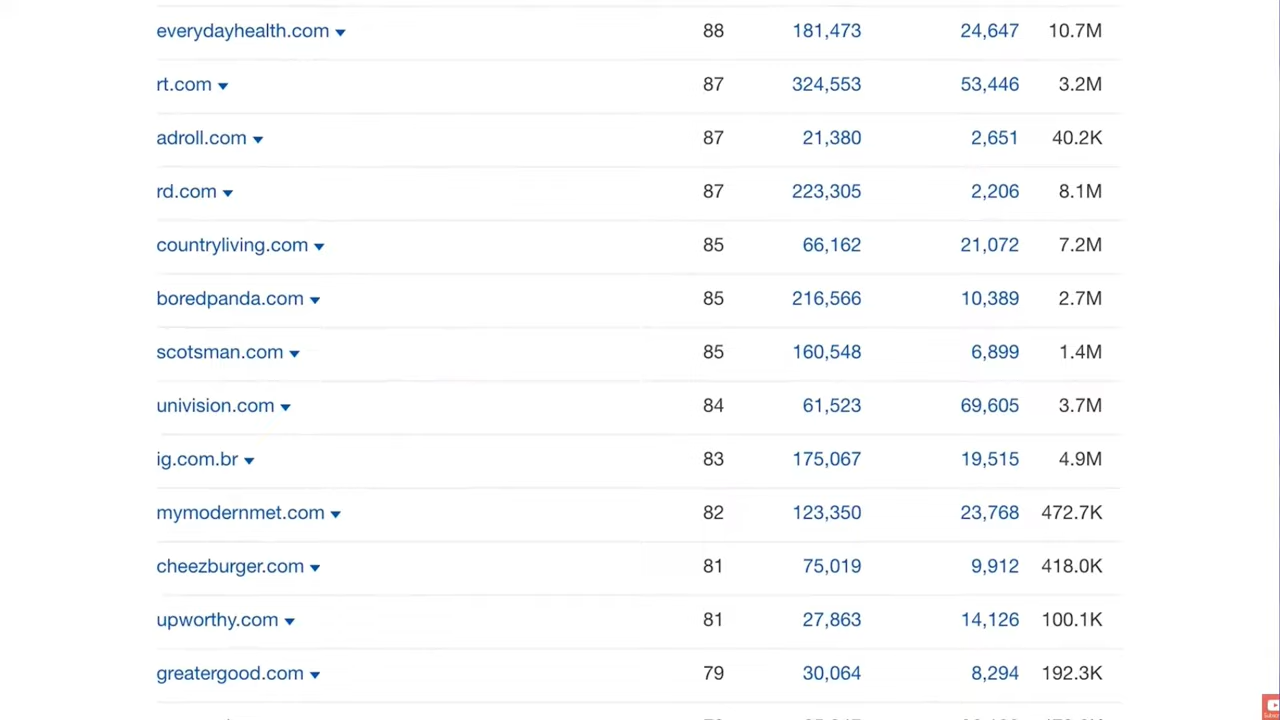 everydayhealth.com 88 181,473 24,647 10.7M
rt.com 87 324,553 53,446 3.2M
adroll.com 87 21,380 2,651 40.2K
rd.com 87 223,305 2,206 8.1M
countryliving.com 85 66,162 21,072 7.2M
boredpanda.com 85 216,566 10,389 2.7M
scotsman.com 85 160,548 6,899 1.4M
univision.com 84 61,523 69,605 3.7M
ig.com.br 83 175,067 19,515 4.9M
mymodernmet.com 82 123,350 23,768 472.7K
cheezburger.com 81 75,019 9,912 418.0K
upworthy.com 81 27,863 14,126 100.1K
greatergood.com 79 30,064 8,294 192.3K